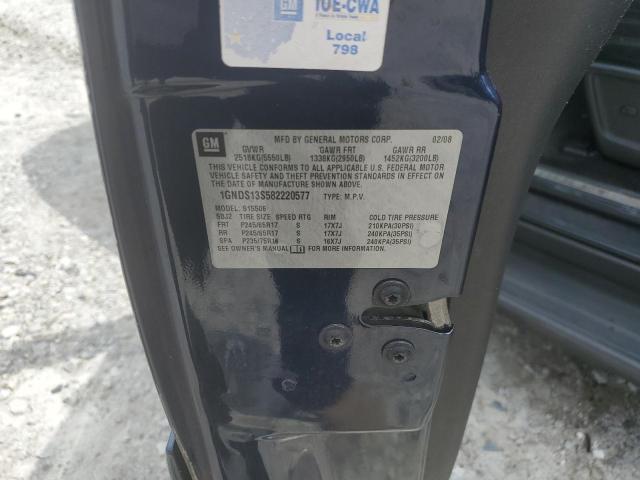 GM
IUE-CWA
Local
798
GM
MFD BY GENERAL MOTORS CORP. 02/08
GVWR GAWR FRT GAWR RR
2518KG(5550LB) 1338KG(2950LB) 1452KG(3200LB)
THIS VEHICLE CONFORMS TO ALL APPLICABLE U.S. FEDERAL MOTOR
VEHICLE SAFETY AND THEFT PREVENTION STANDARDS IN EFFECT ON
THE DATE OF MANUFACTURE SHOWN ABOVE.
1GNDS13S582220577 TYPE: M.P.V.
MODEL: S15506
TIRE SIZE SPEED RTG RIM COLD TIRE PRESSURE
FRT P245/65R17 S 17X7J 210KPA(30PSI)
RR P245/65R17 S 17X7J 240KPA(35PSI)
SPA P235/75R16 S 16X7J 240KPA(35PSI)
SEE OWNER'S MANUAL FOR MORE INFORMATION.